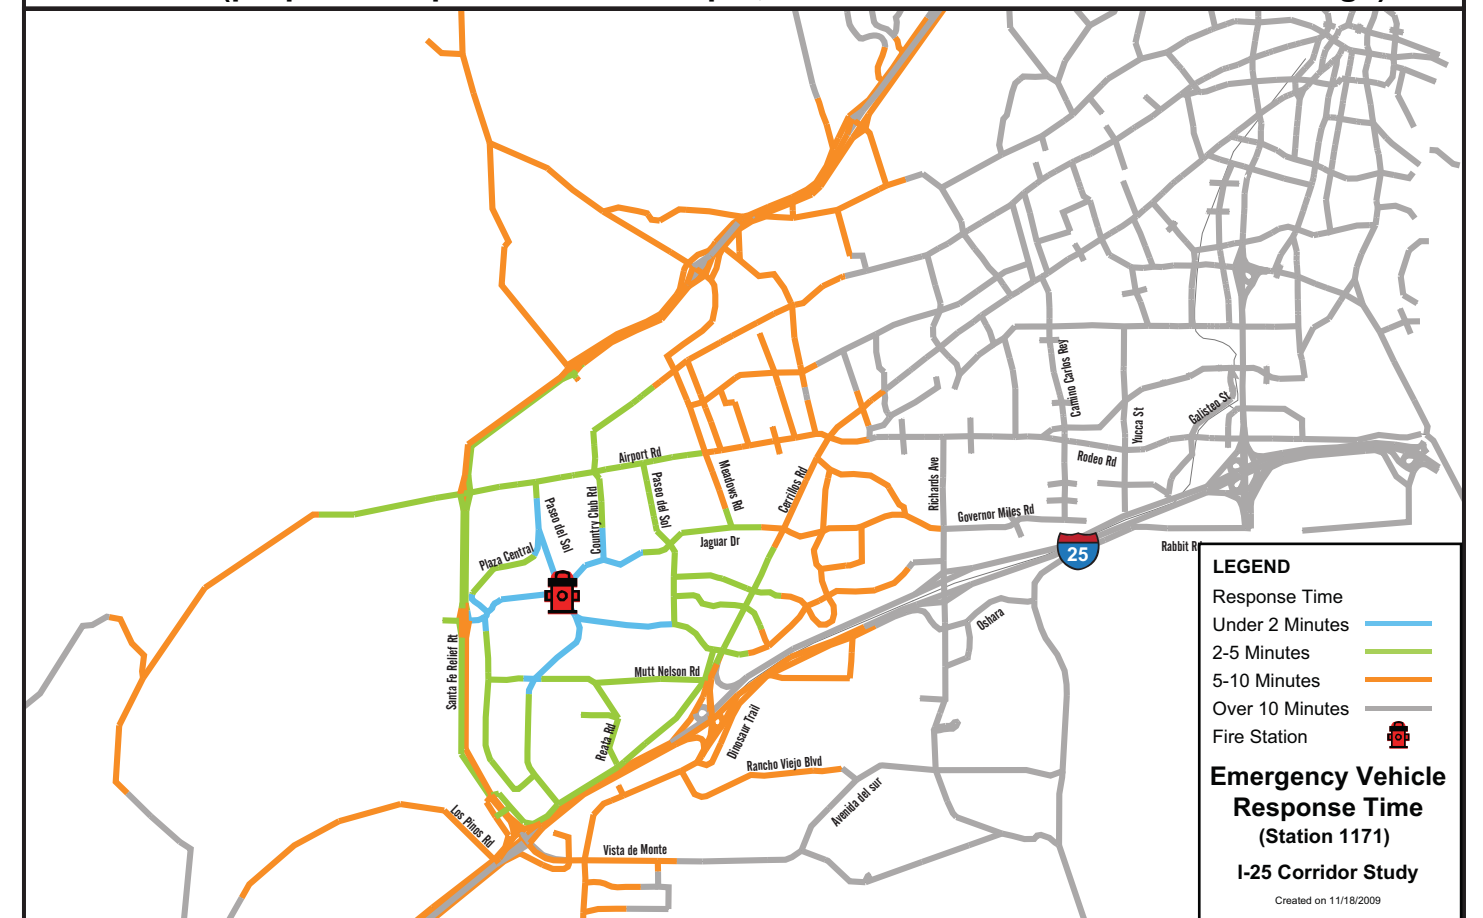 Airport Rd
Paseo del Sol
Country Club Rd
Paseo del Sol
Meadows Rd
Cerrillos Rd
Plaza Central
Jaguar Dr
Santa Fe Relief Rt
Mutt Nelson Rd
Reata Rd
Dinosaur Trail
Rancho Viejo Blvd
Los Pinos Rd
Vista de Monte
Avenida del sur
Richards Ave
Governor Miles Rd
Rodeo Rd
Camino Carlos Rey
Yucca St
Galisteo St
25
Rabbit R
Oshara
LEGEND
Response Time
Under 2 Minutes
2-5 Minutes
5-10 Minutes
Over 10 Minutes
Fire Station
Emergency Vehicle
Response Time
(Station 1171)
I-25 Corridor Study
Created on 11/18/2009